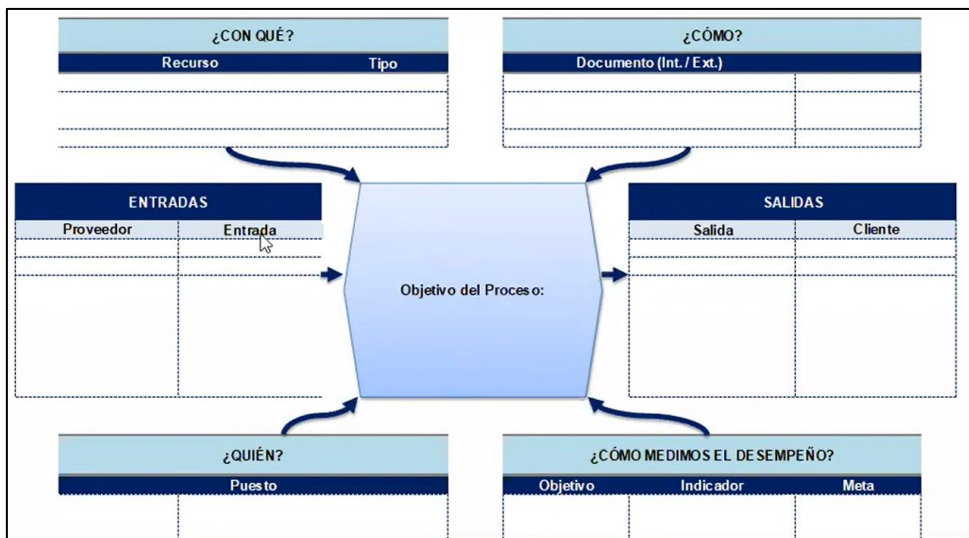 ¿CON QUÉ?
Recurso Tipo
¿CÓMO?
Documento (Int. / Ext.)
ENTRADAS
Proveedor Entrada
Objetivo del Proceso:
SALIDAS
Salida Cliente
¿QUIÉN?
Puesto
¿CÓMO MEDIMOS EL DESEMPEÑO?
Objetivo Indicador Meta